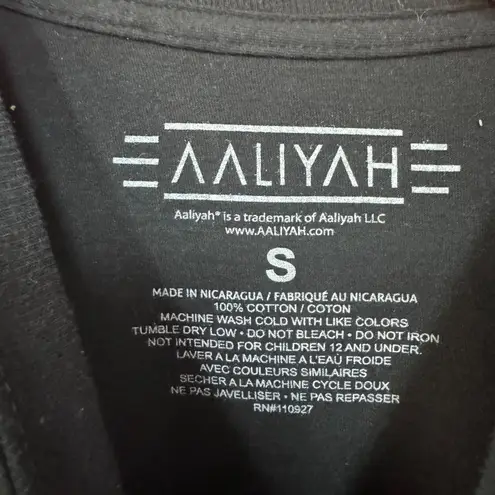 AALIYAH
Aaliyah® is a trademark of Aaliyah LLC
www.AALIYAH.com
S
MADE IN NICARAGUA / FABRIQUÉ AU NICARAGUA
100% COTTON / COTON
MACHINE WASH COLD WITH LIKE COLORS
TUMBLE DRY LOW • DO NOT BLEACH • DO NOT IRON
NOT INTENDED FOR CHILDREN 12 AND UNDER.
LAVER A LA MACHINE A L'EAÚ FROIDE
AVEC COULEURS SIMILAIRES
SECHER A LA MACHINE CYCLE DOUX
NE PAS JAVELLISER • NE PAS REPASSER
RN#110927